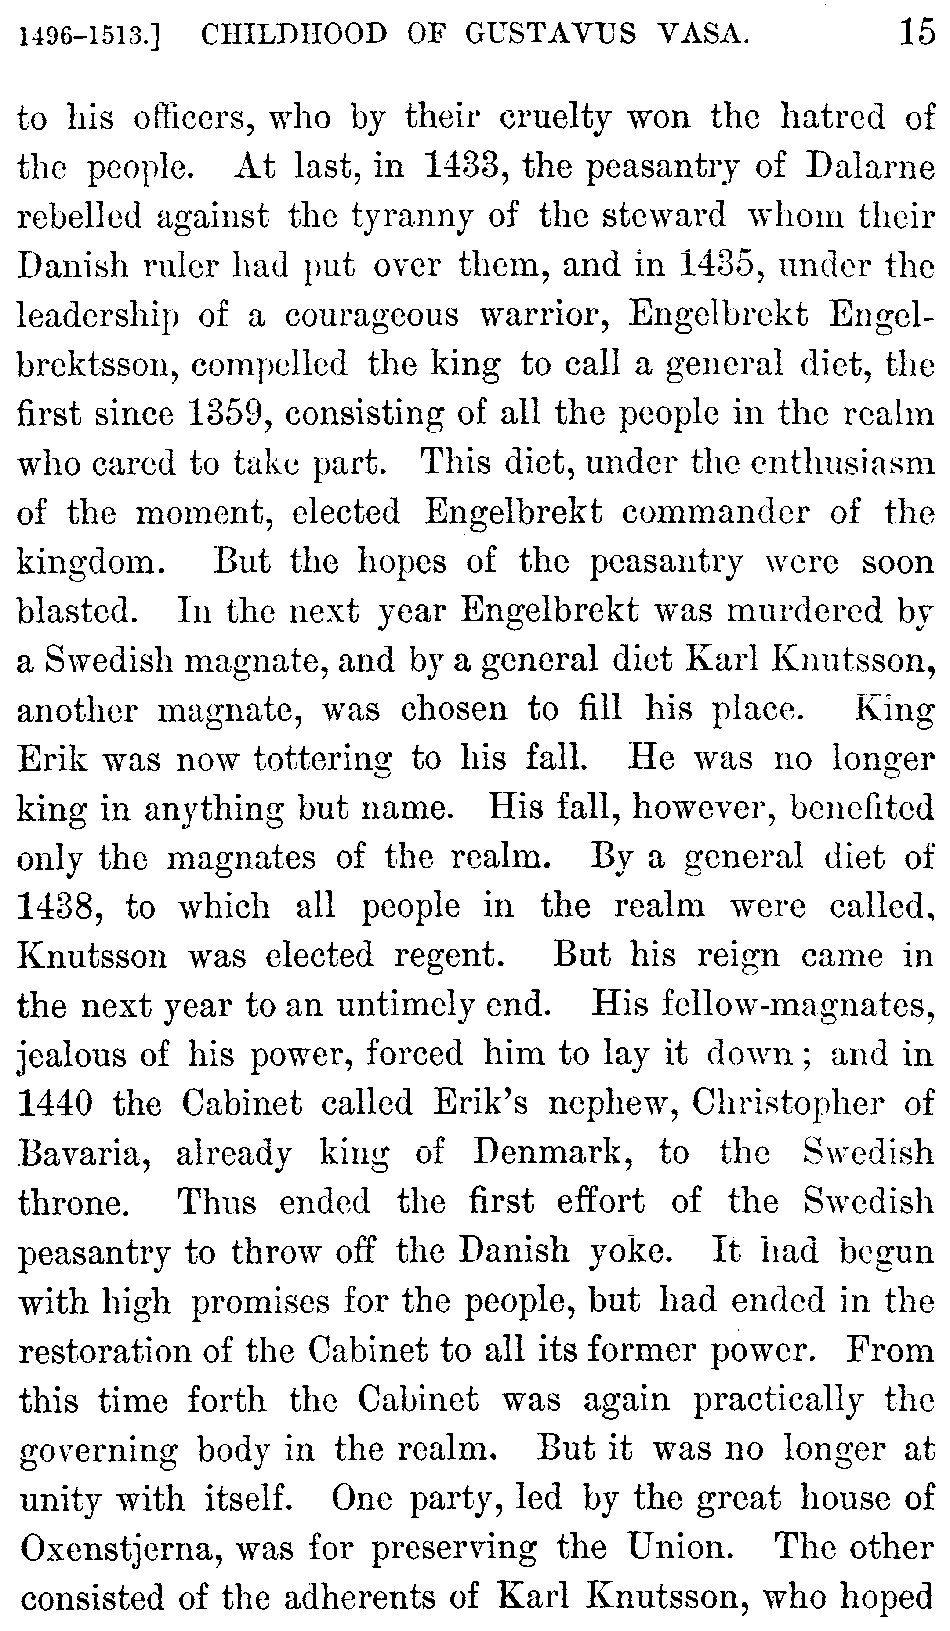 1496–1513.] CHILDHOOD OF GUSTAVUS VASA. 15
to his officers, who by their cruelty won the hatred of
the people. At last, in 1433, the peasantry of Dalarne
rebelled against the tyranny of the steward whom their
Danish ruler had put over them, and in 1435, under the
leadership of a courageous warrior, Engelbrekt Engel-
brektsson, compelled the king to call a general diet, the
first since 1359, consisting of all the people in the realm
who cared to take part. This diet, under the enthusiasm
of the moment, elected Engelbrekt commander of the
kingdom. But the hopes of the peasantry were soon
blasted. In the next year Engelbrekt was murdered by
a Swedish magnate, and by a general diet Karl Knutsson,
another magnate, was chosen to fill his place. King
Erik was now tottering to his fall. He was no longer
king in anything but name. His fall, however, benefited
only the magnates of the realm. By a general diet of
1438, to which all people in the realm were called,
Knutsson was elected regent. But his reign came in
the next year to an untimely end. His fellow-magnates,
jealous of his power, forced him to lay it down; and in
1440 the Cabinet called Erik's nephew, Christopher of
Bavaria, already king of Denmark, to the Swedish
throne. Thus ended the first effort of the Swedish
peasantry to throw off the Danish yoke. It had begun
with high promises for the people, but had ended in the
restoration of the Cabinet to all its former power. From
this time forth the Cabinet was again practically the
governing body in the realm. But it was no longer at
unity with itself. One party, led by the great house of
Oxenstjerna, was for preserving the Union. The other
consisted of the adherents of Karl Knutsson, who hoped